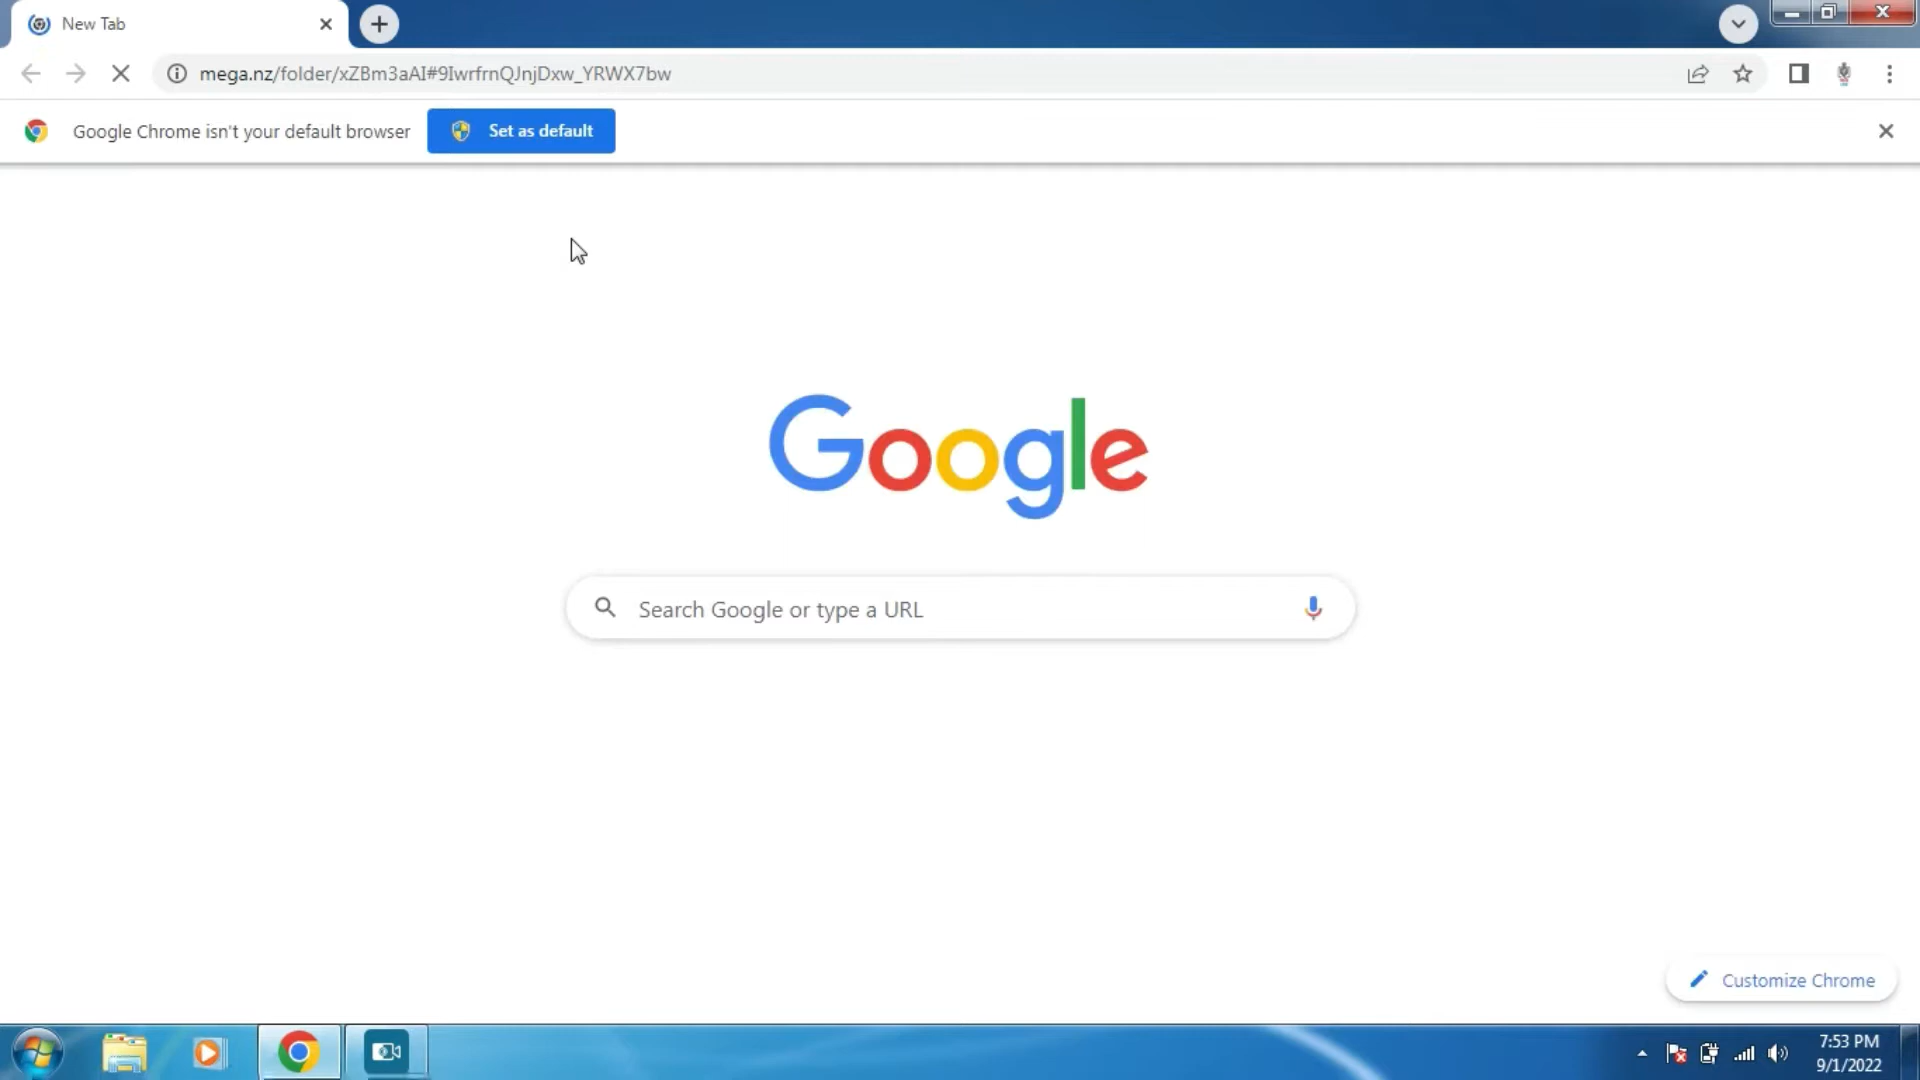 New Tab
mega.nz/folder/xZBm3aAI#9IwrfrnQJnjDxw_YRWX7bw
Google Chrome isn't your default browser
Set as default
Google
Search Google or type a URL
Customize Chrome
7:53 PM
9/1/2022